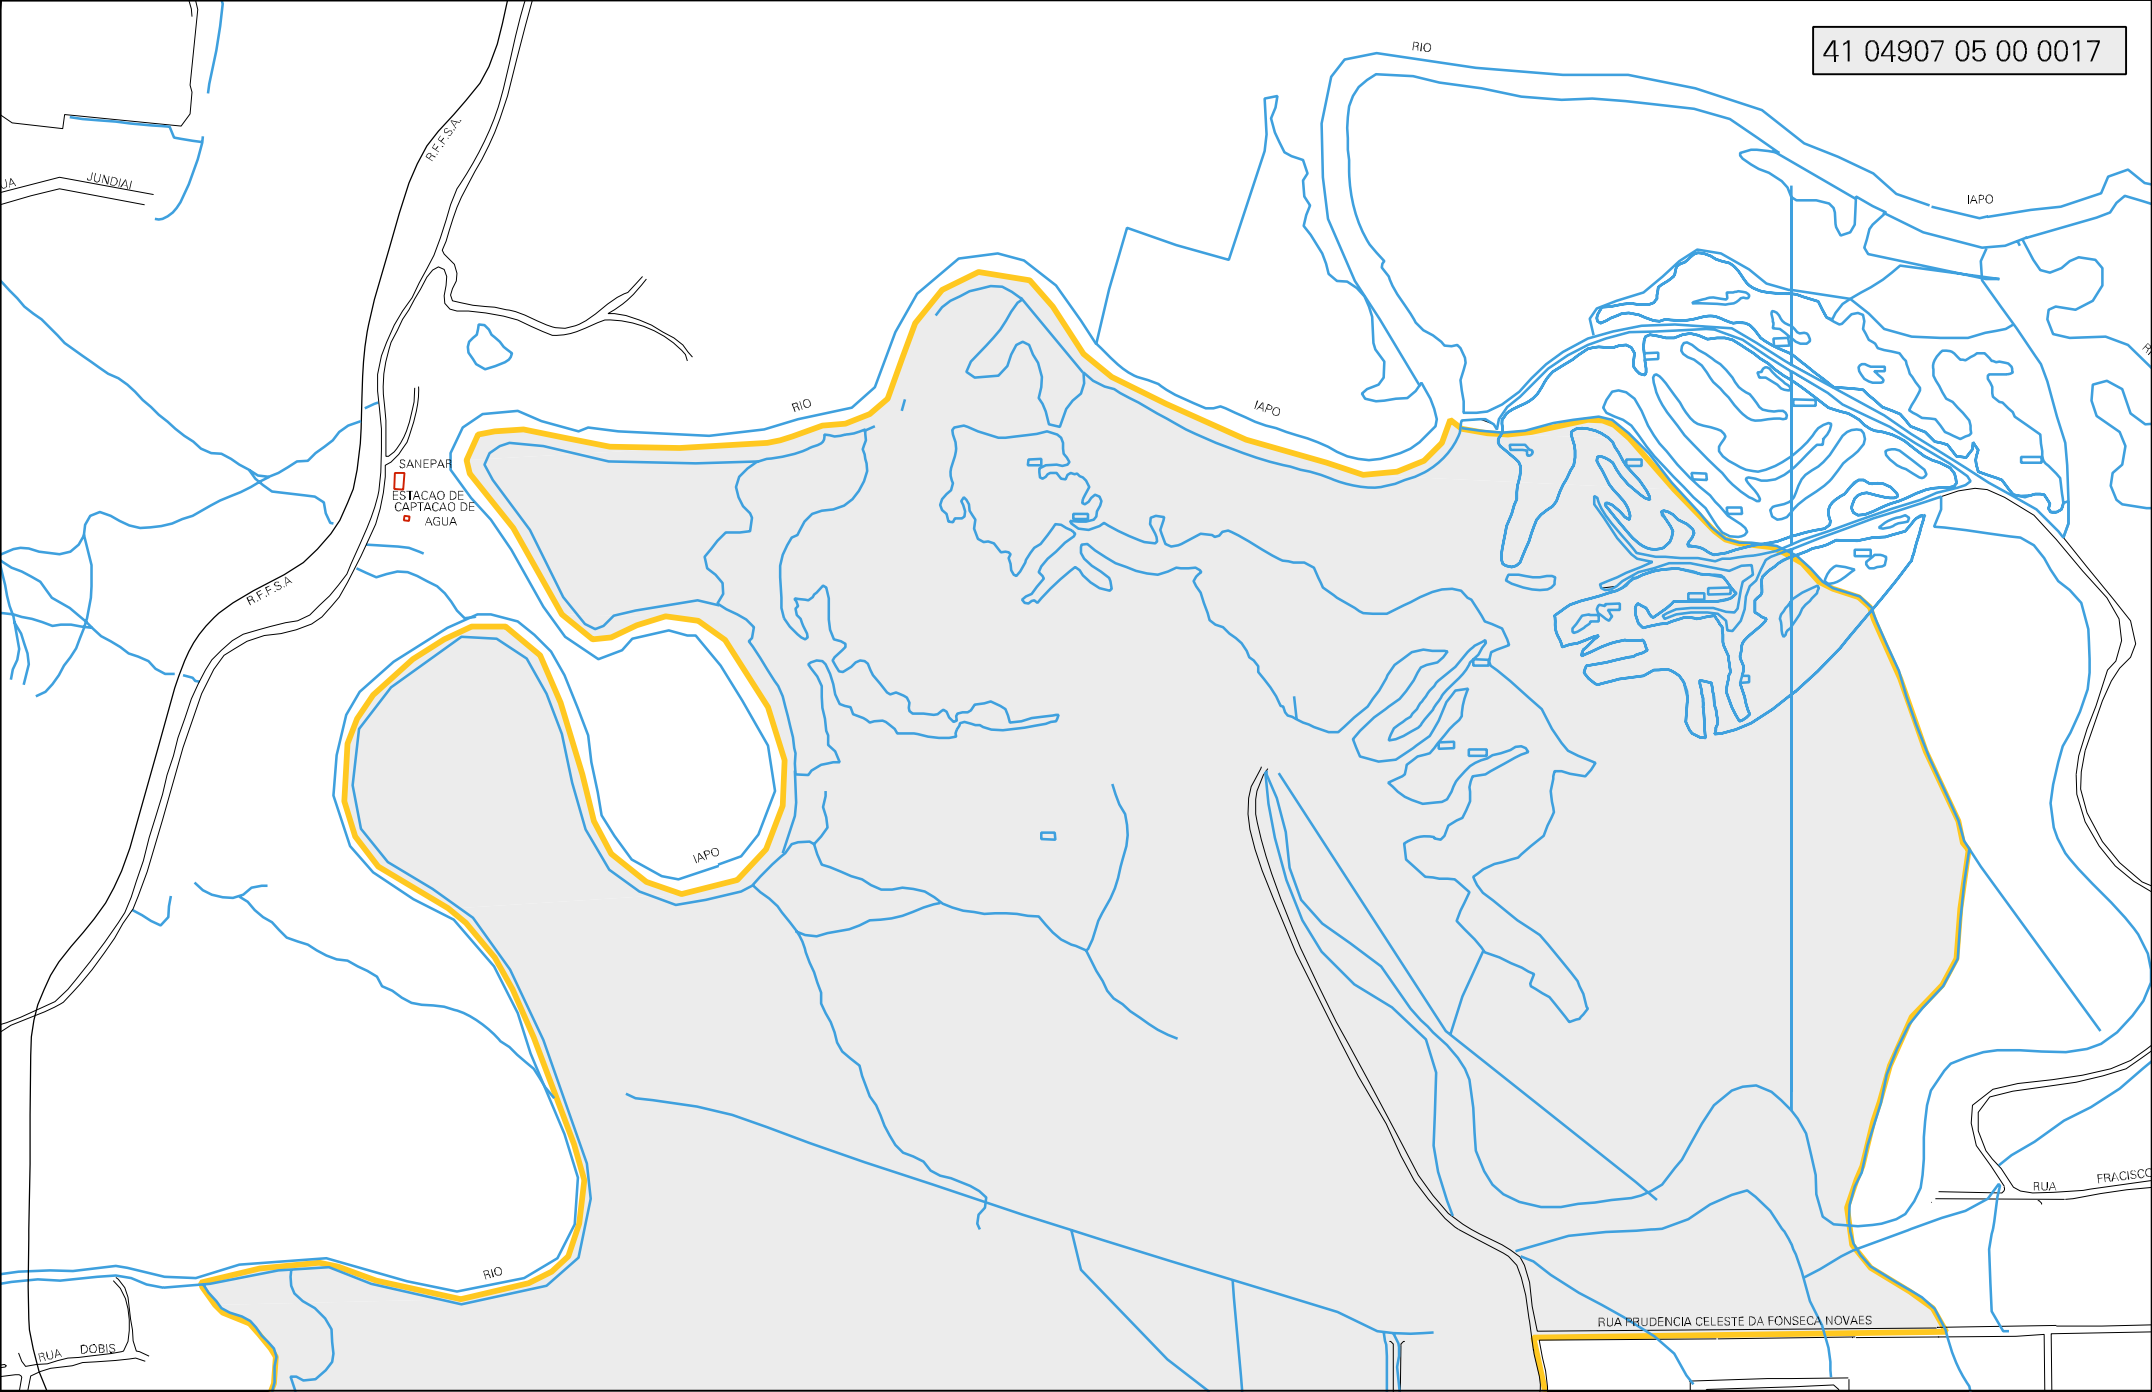 RIO
41 04907 05 00 0017
R.F.F.S.A.
JUNDIAI
UA
IAPO
RIO
IAPO
SANEPAR
ESTACAO DE
CAPTACAO DE
AGUA
R.F.F.S.A
IAPO
RUA
FRACISCO
RIO
RUA PRUDENCIA CELESTE DA FONSECA NOVAES
RUA DOBIS